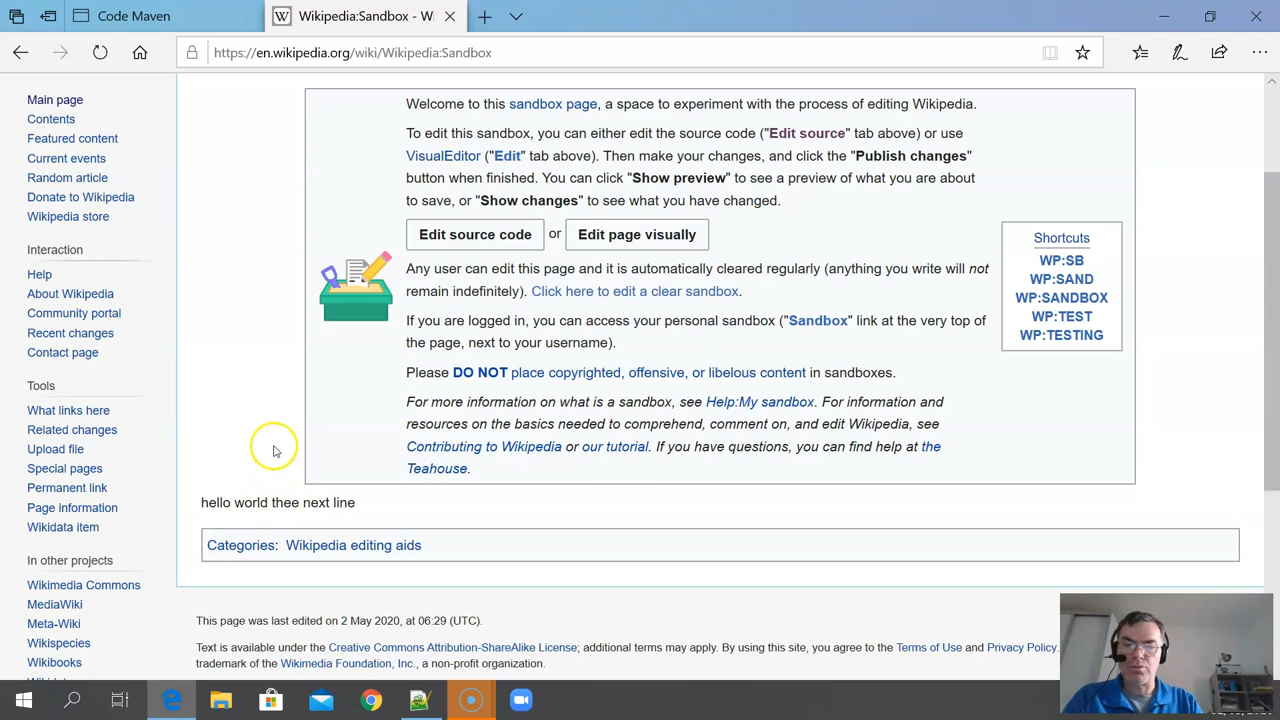 Code Maven
Wikipedia:Sandbox - W
https://en.wikipedia.org/wiki/Wikipedia:Sandbox
Main page
Contents
Featured content
Current events
Random article
Donate to Wikipedia
Wikipedia store
Interaction
Help
About Wikipedia
Community portal
Recent changes
Contact page
Tools
What links here
Related changes
Upload file
Special pages
Permanent link
Page information
Wikidata item
In other projects
Wikimedia Commons
MediaWiki
Meta-Wiki
Wikispecies
Wikibooks
Welcome to this sandbox page, a space to experiment with the process of editing Wikipedia.
To edit this sandbox, you can either edit the source code ("Edit source" tab above) or use
VisualEditor ("Edit" tab above). Then make your changes, and click the "Publish changes"
button when finished. You can click "Show preview" to see a preview of what you are about
to save, or "Show changes" to see what you have changed.
Edit source code or Edit page visually
Any user can edit this page and it is automatically cleared regularly (anything you write will not
remain indefinitely). Click here to edit a clear sandbox.
If you are logged in, you can access your personal sandbox ("Sandbox" link at the very top of
the page, next to your username).
Please DO NOT place copyrighted, offensive, or libelous content in sandboxes.
For more information on what is a sandbox, see Help:My sandbox. For information and
resources on the basics needed to comprehend, comment on, and edit Wikipedia, see
Contributing to Wikipedia or our tutorial. If you have questions, you can find help at the
Teahouse.
Shortcuts
WP:SB
WP:SAND
WP:SANDBOX
WP:TEST
WP:TESTING
hello world thee next line
Categories: Wikipedia editing aids
This page was last edited on 2 May 2020, at 06:29 (UTC).
Text is available under the Creative Commons Attribution-ShareAlike License; additional terms may apply. By using this site, you agree to the Terms of Use and Privacy Policy.
trademark of the Wikimedia Foundation, Inc., a non-profit organization.